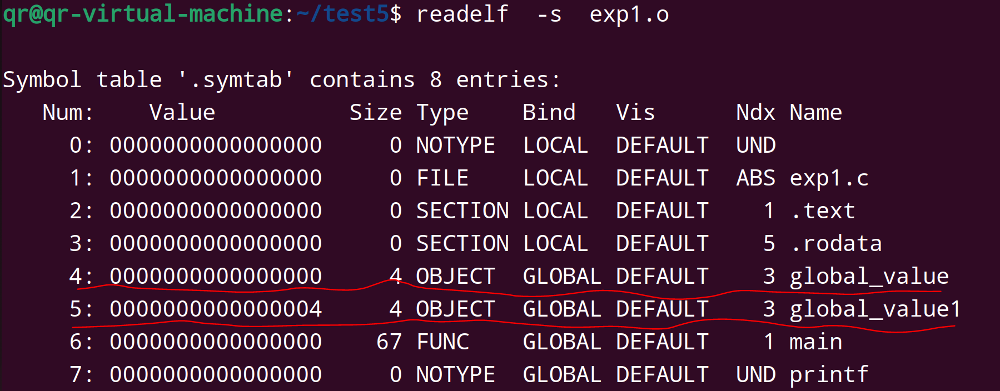 qr@qr-virtual-machine:~/test5$ readelf  -s  exp1.o
Symbol table '.symtab' contains 8 entries:
   Num:    Value          Size Type    Bind   Vis      Ndx Name
     0: 0000000000000000     0 NOTYPE  LOCAL  DEFAULT  UND
     1: 0000000000000000     0 FILE    LOCAL  DEFAULT  ABS exp1.c
     2: 0000000000000000     0 SECTION LOCAL  DEFAULT    1 .text
     3: 0000000000000000     0 SECTION LOCAL  DEFAULT    5 .rodata
     4: 0000000000000000     4 OBJECT  GLOBAL DEFAULT    3 global_value
     5: 0000000000000004     4 OBJECT  GLOBAL DEFAULT    3 global_value1
     6: 0000000000000000    67 FUNC    GLOBAL DEFAULT    1 main
     7: 0000000000000000     0 NOTYPE  GLOBAL DEFAULT  UND printf